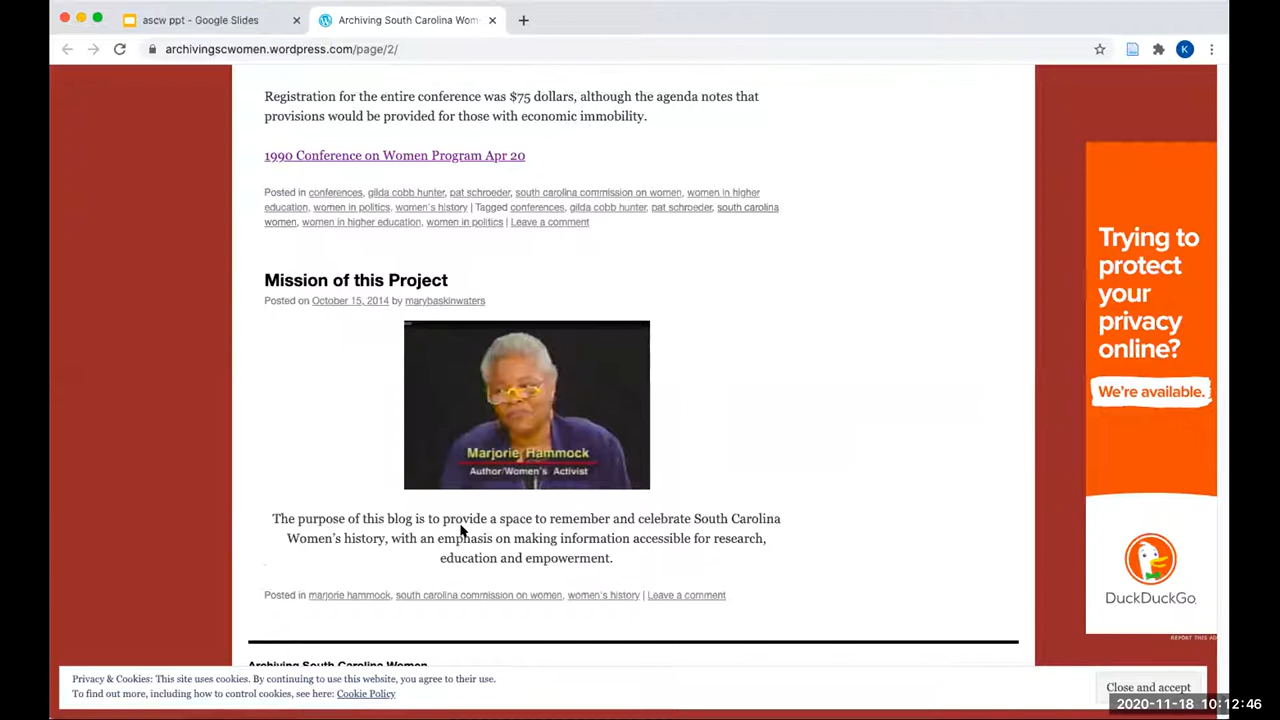 ascw ppt - Google Slides
Archiving South Carolina Wom
archivingscwomen.wordpress.com/page/2/
K
Registration for the entire conference was $75 dollars, although the agenda notes that
provisions would be provided for those with economic immobility.
1990 Conference on Women Program Apr 20
Posted in conferences, gilda cobb hunter, pat schroeder, south carolina commission on women, women in higher
education, women in politics, women's history | Tagged conferences, gilda cobb hunter, pat schroeder, south carolina
women, women in higher education, women in politics | Leave a comment
Mission of this Project
Posted on October 15, 2014 by marybaskinwaters
Marjorie Hammock
Author/Women's Activist
The purpose of this blog is to provide a space to remember and celebrate South Carolina
Women's history, with an emphasis on making information accessible for research,
education and empowerment.
Posted in marjorie hammock, south carolina commission on women, women's history | Leave a comment
Archiving South Carolina Women
Trying to
protect
your
privacy
online?
We're available.
DuckDuckGo.
REPORT THIS AD
Privacy & Cookies: This site uses cookies. By continuing to use this website, you agree to their use.
To find out more, including how to control cookies, see here: Cookie Policy
Close and accept
2020-11-18 10:12:46